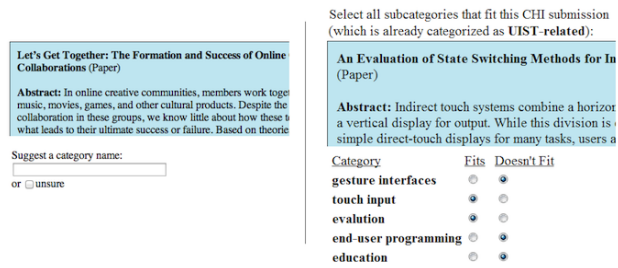 Let's Get Together: The Formation and Success of Online
Collaborations (Paper)
Abstract: In online creative communities, members work toget
music, movies, games, and other cultural products. Despite the
collaboration in these groups, we know little about how these t
what leads to their ultimate success or failure. Based on theorie
Suggest a category name:
or unsure
Select all subcategories that fit this CHI submission
(which is already categorized as UIST-related):
An Evaluation of State Switching Methods for In
(Paper)
Abstract: Indirect touch systems combine a horizon
a vertical display for output. While this division is
simple direct-touch displays for many tasks, users a
Category Fits Doesn't Fit
gesture interfaces
touch input
evalution
end-user programming
education